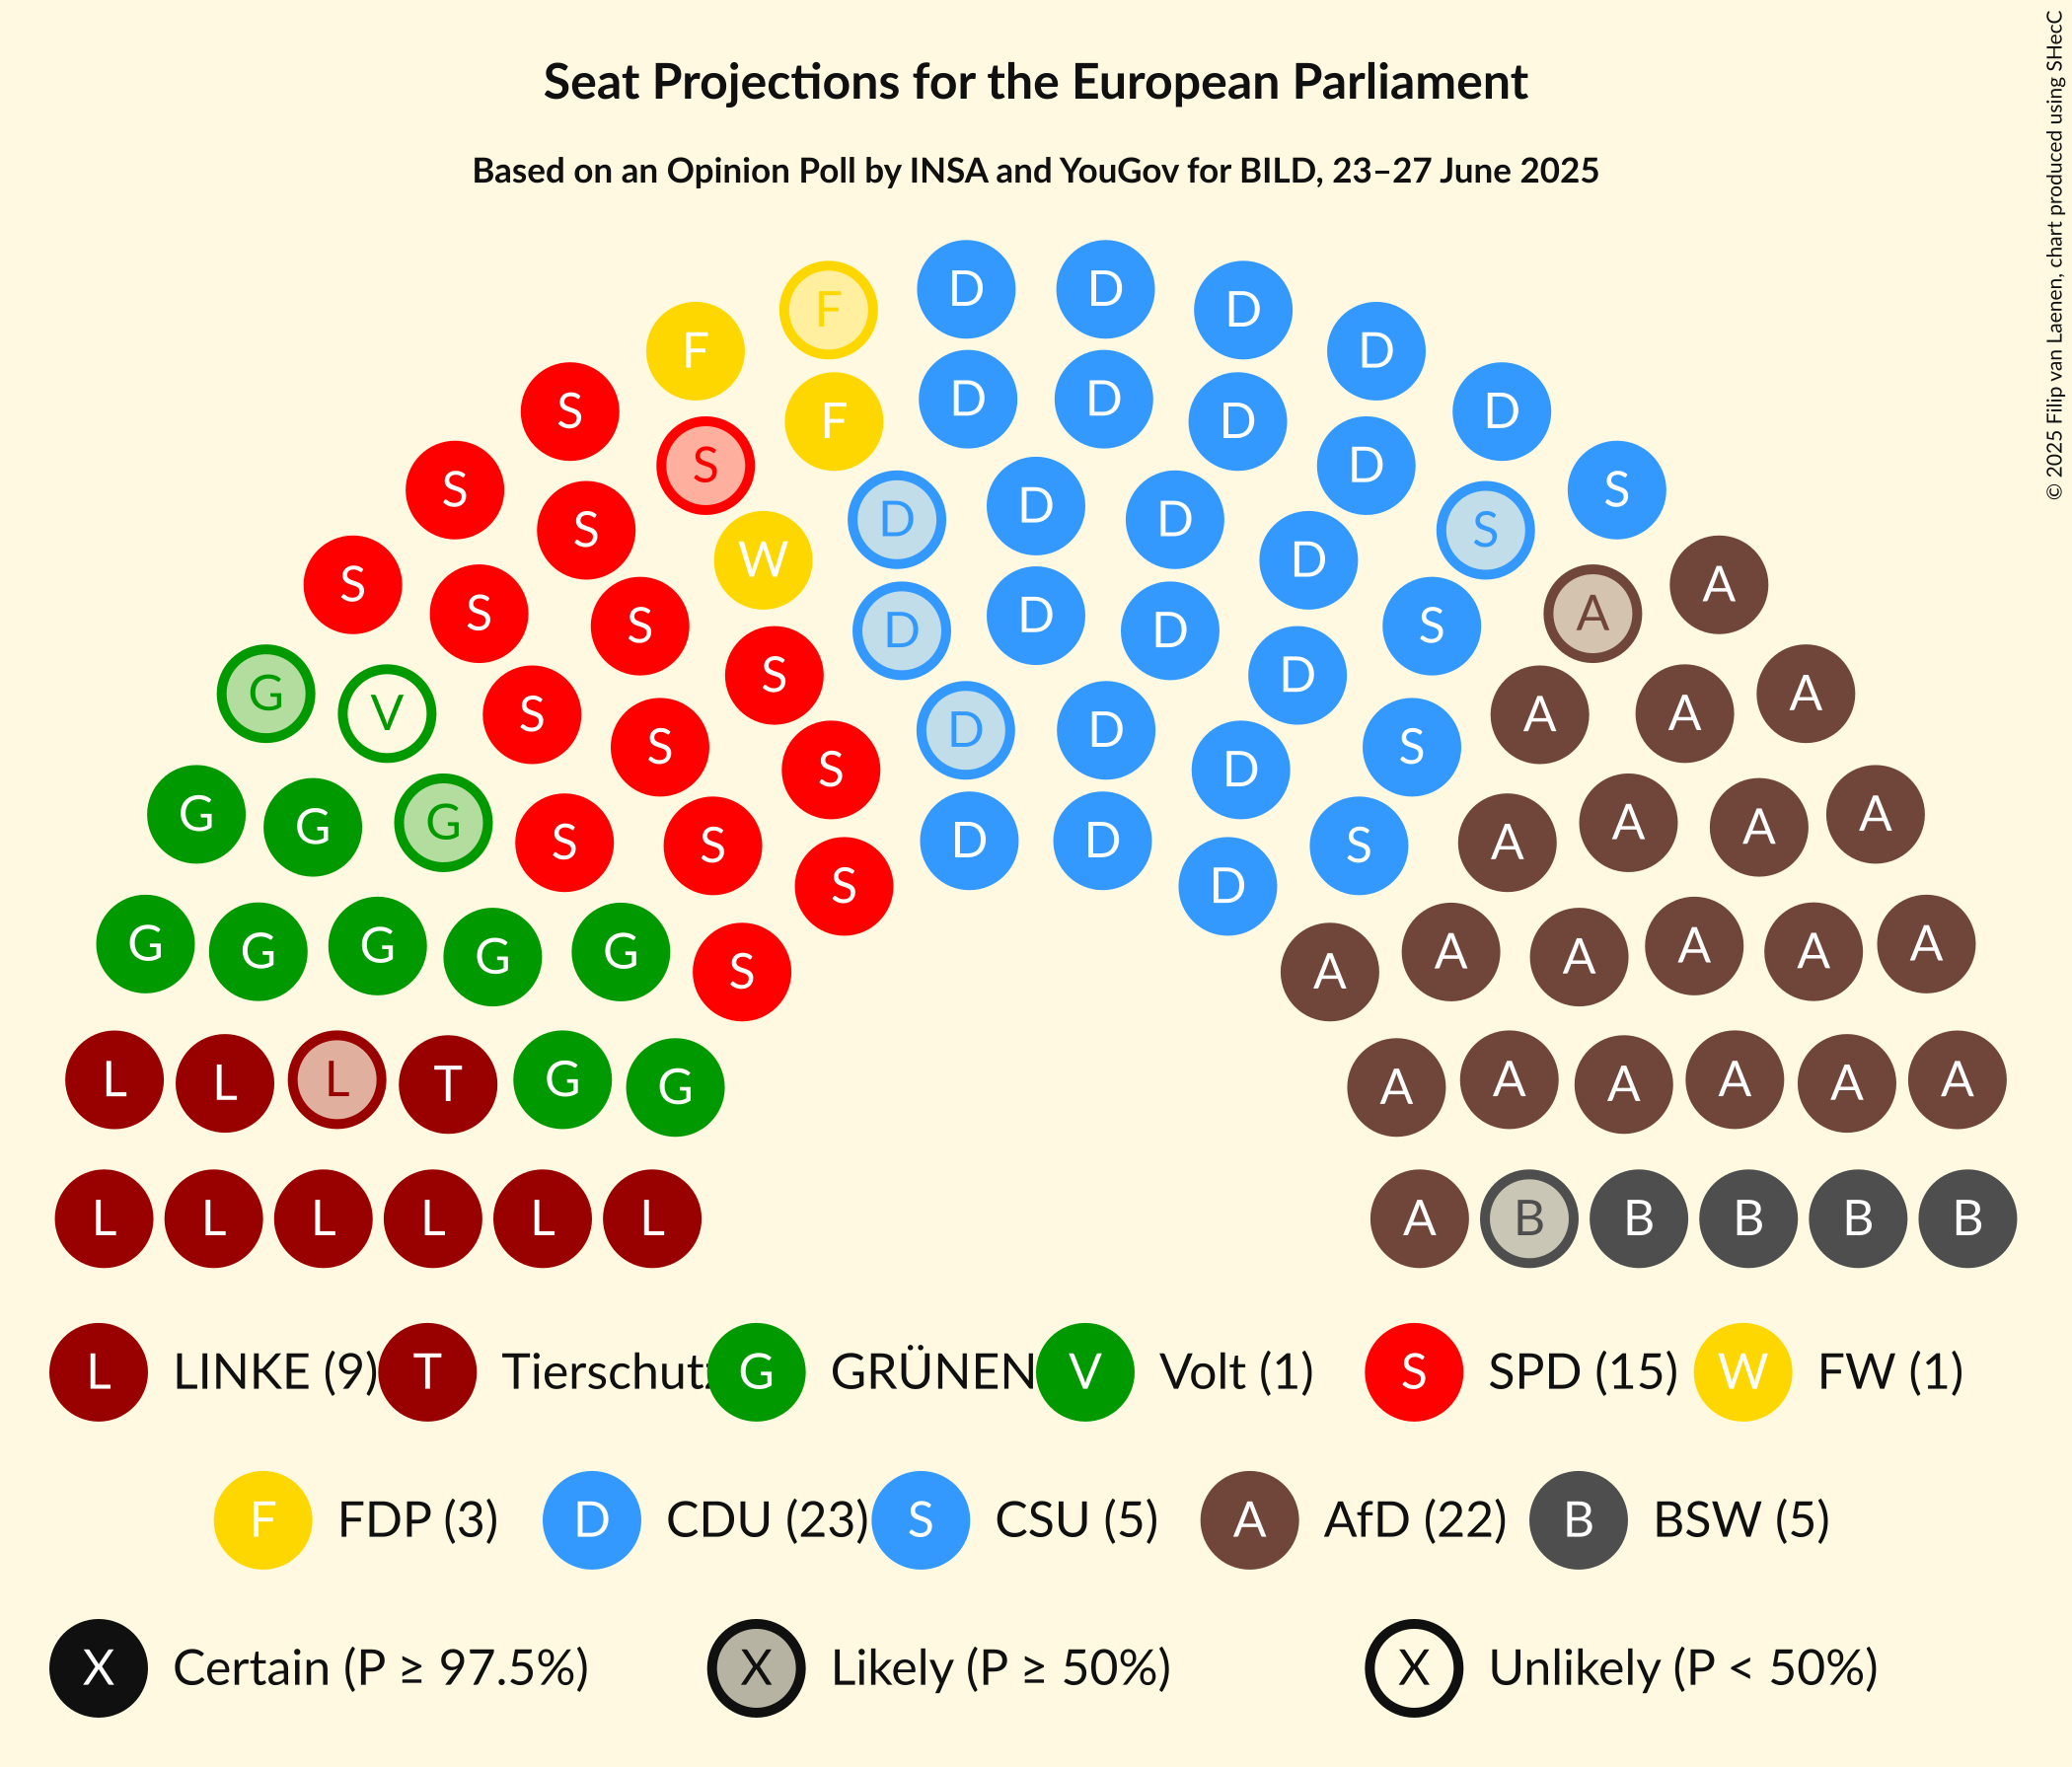 Seat Projections for the European Parliament
Based on an Opinion Poll by INSA and YouGov for BILD, 23–27 June 2025
© 2025 Filip van Laenen, chart produced using SHecC
D D
F D
F D
D D
S D
F D
S D
S S
D
D D
S S
W D
S A
S D A
S D D S
S D
G A
V S A A
D D
S S
S D
G A
G G A A
S S D D S A
S D
G G G G G A A A A A
S A
L L L T G G A A A A A A
L L L L L L A B B B B B
L LINKE (9) T Tierschut G GRÜNEN V Volt (1) S SPD (15) W FW (1)
F FDP (3) D CDU (23) S CSU (5) A AfD (22) B BSW (5)
X Certain (P ≥ 97.5%) X Likely (P ≥ 50%) X Unlikely (P < 50%)